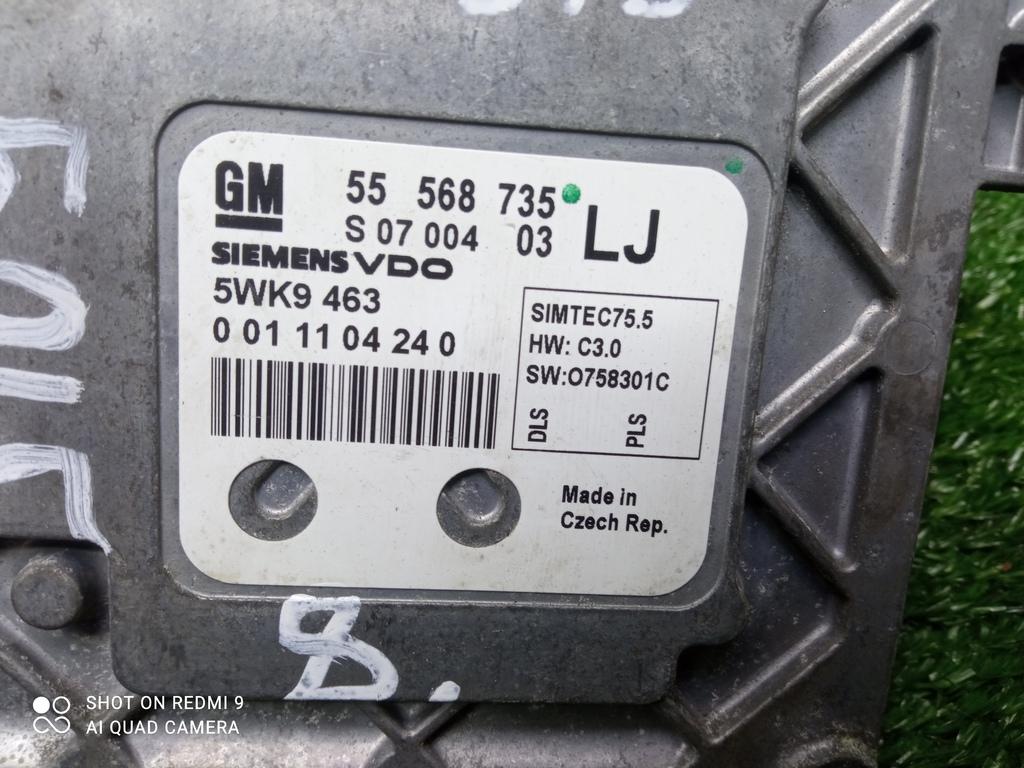 GM 55 568 735 LJ
S 07 004 03
SIEMENS VDO
5WK9 463
0 01 11 04 24 0
SIMTEC75.5
HW: C3.0
SW:O758301C
DLS PLS
Made in
Czech Rep.
SHOT ON REDMI 9
AI QUAD CAMERA